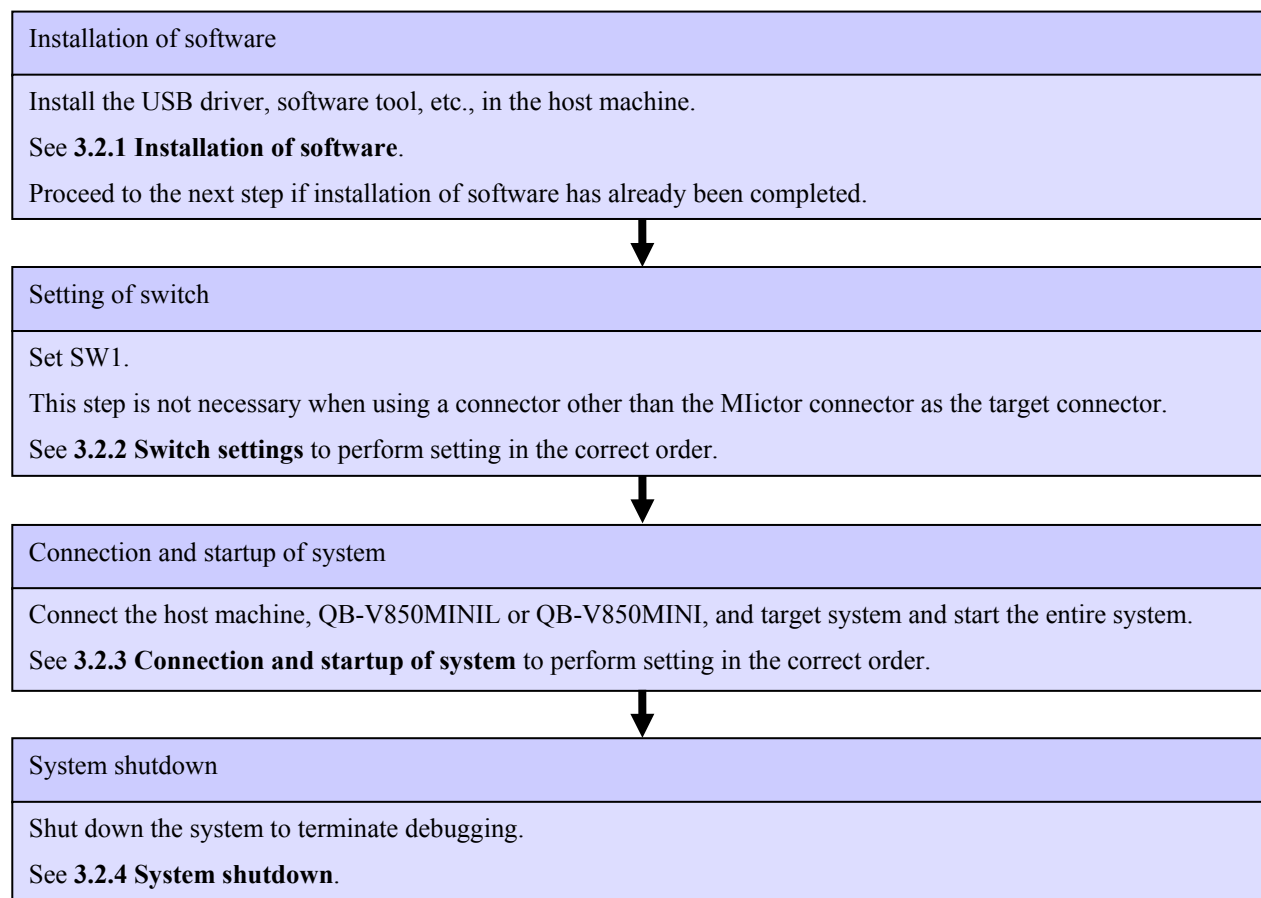 Installation of software
Install the USB driver, software tool, etc., in the host machine.
See 3.2.1 Installation of software.
Proceed to the next step if installation of software has already been completed.
Setting of switch
Set SW1.
This step is not necessary when using a connector other than the MIictor connector as the target connector.
See 3.2.2 Switch settings to perform setting in the correct order.
Connection and startup of system
Connect the host machine, QB-V850MINIL or QB-V850MINI, and target system and start the entire system.
See 3.2.3 Connection and startup of system to perform setting in the correct order.
System shutdown
Shut down the system to terminate debugging.
See 3.2.4 System shutdown.